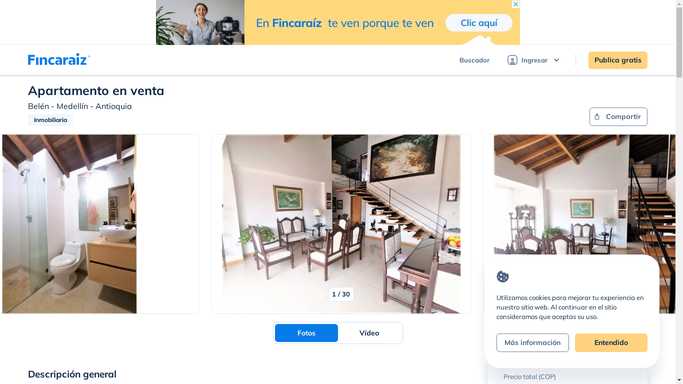 En Fincaraíz te ven porque te ven
Clic aquí
Fincaraíz
Buscador
Ingresar
Publica gratis
Apartamento en venta
Belén - Medellín - Antioquia
Inmobiliaria
Compartir
1 / 30
Utilizamos cookies para mejorar tu experiencia en
nuestro sitio web. Al continuar en el sitio
consideramos que aceptas su uso.
Más información
Entendido
Fotos
Vídeo
Descripción general
Precio total (COP)